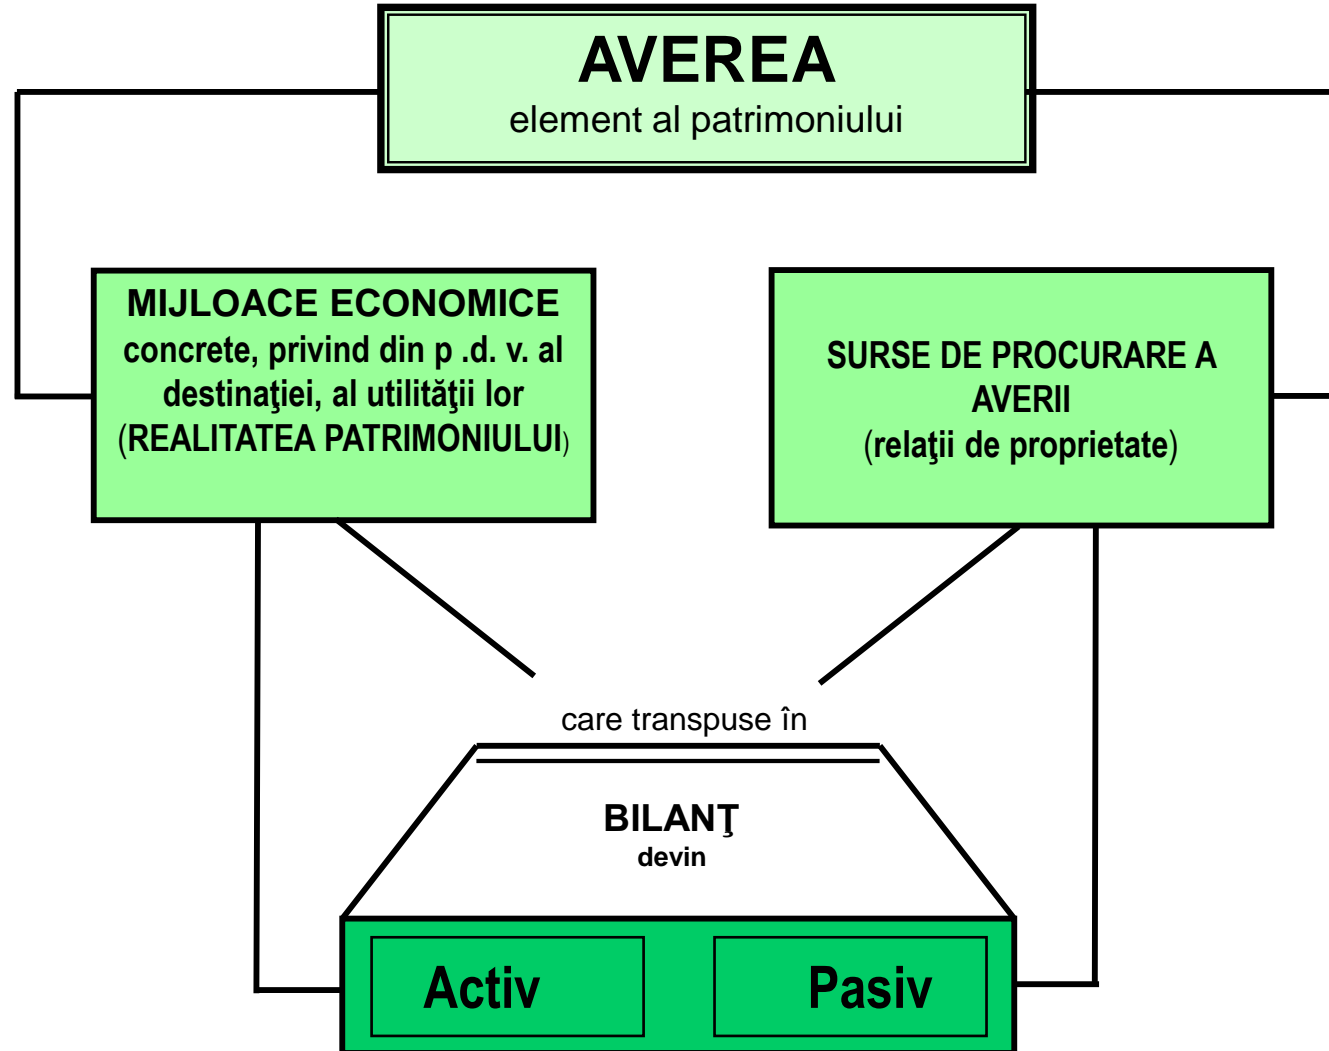 AVEREA
element al patrimoniului
MIJLOACE ECONOMICE
concrete, privind din p .d. v. al
destinaţiei, al utilităţii lor
(REALITATEA PATRIMONIULUI)
SURSE DE PROCURARE A
AVERII
(relaţii de proprietate)
care transpuse în
BILANŢ
devin
Activ
Pasiv